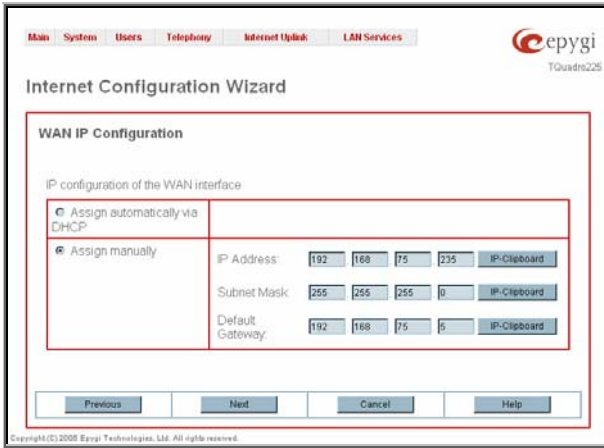 Main System Users Telephony Internet Uplink LAN Services
epygi
TQuadro225
Internet Configuration Wizard
WAN IP Configuration
IP configuration of the WAN interface
Assign automatically via
DHCP
Assign manually
IP Address: 192 168 75 235 IP-Clipboard
Subnet Mask: 255 255 255 0 IP-Clipboard
Default
Gateway: 192 168 75 5 IP-Clipboard
Previous Next Cancel Help
Copyright (C) 2005 Epygi Technologies, Ltd. All rights reserved.